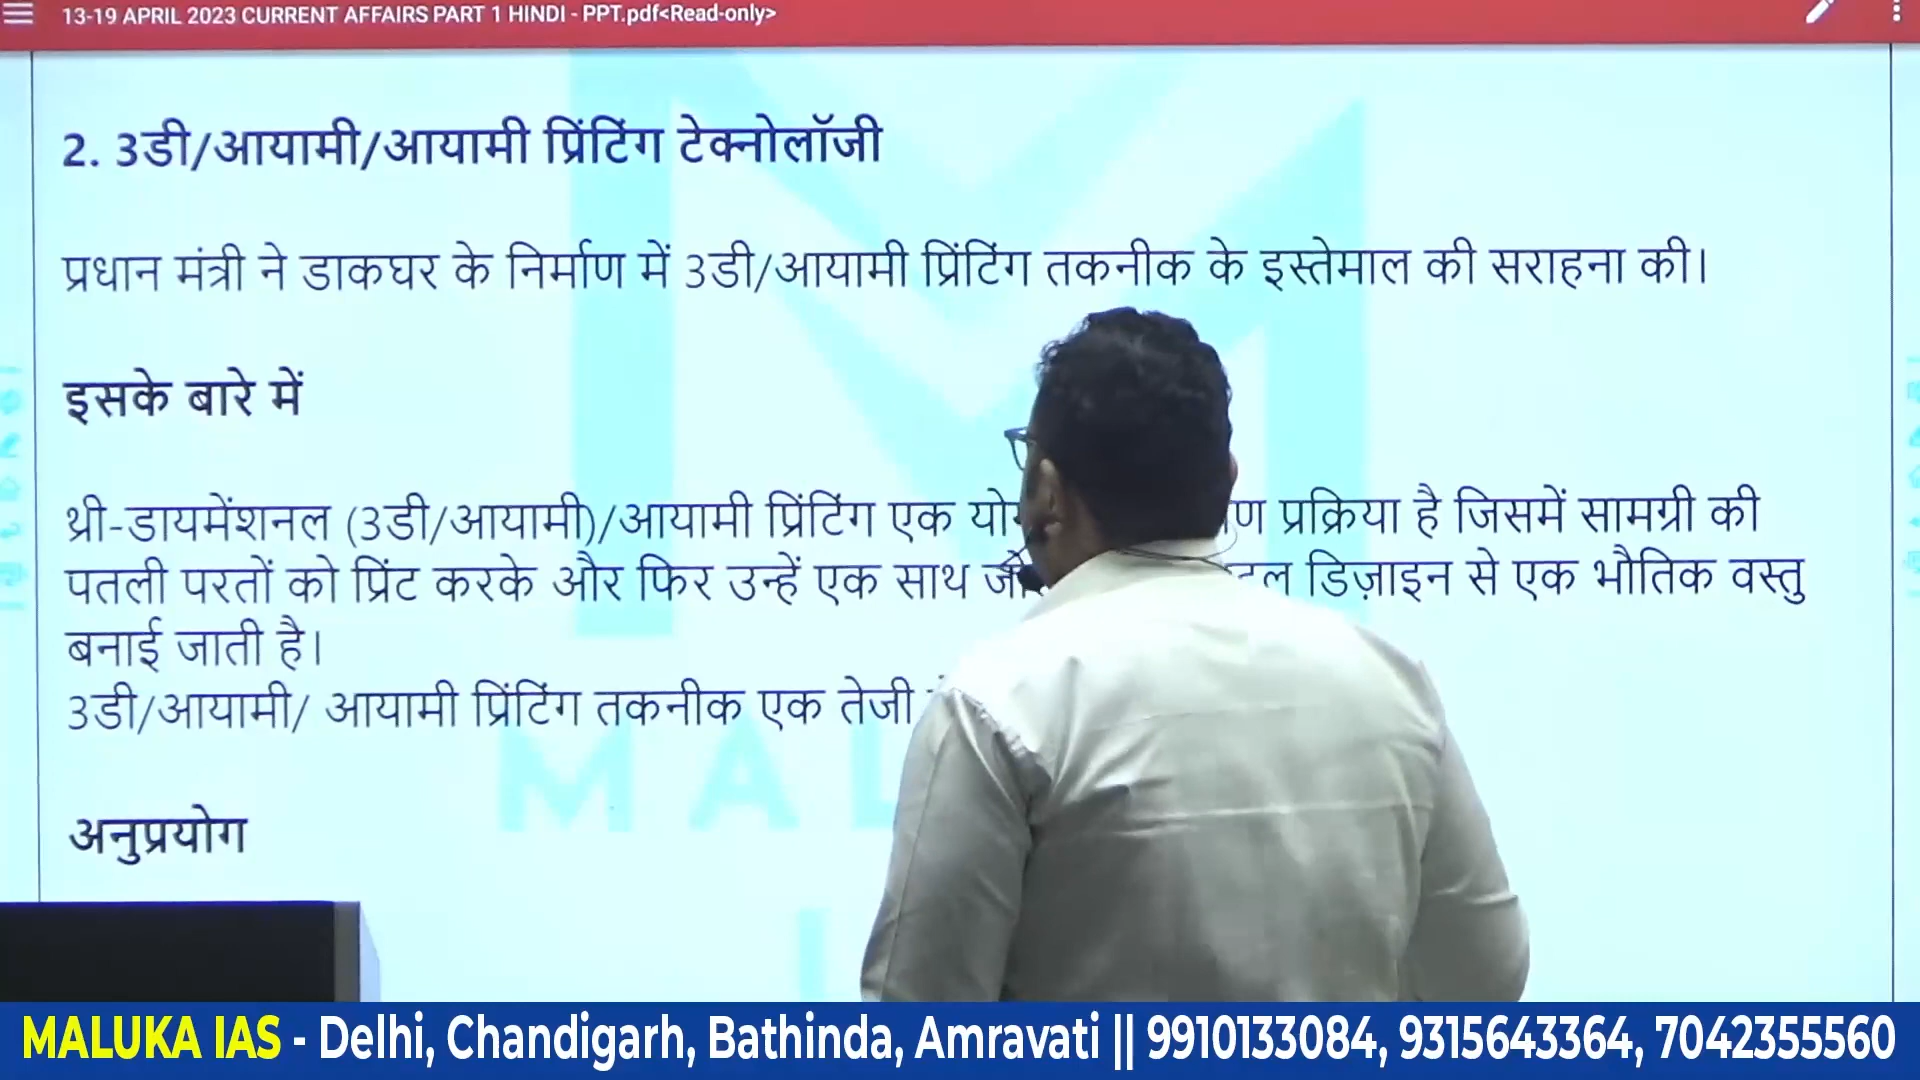 13-19 APRIL 2023 CURRENT AFFAIRS PART 1 HINDI - PPT.pdf<Read-only>
2. 3डी/आयामी/आयामी प्रिंटिंग टेक्नोलॉजी
प्रधान मंत्री ने डाकघर के निर्माण में 3डी/आयामी प्रिंटिंग तकनीक के इस्तेमाल की सराहना की।
इसके बारे में
थ्री-डायमेंशनल (3डी/आयामी)/आयामी प्रिंटिंग एक प्रक्रिया है जिसमें सामग्री की
पतली परतों को प्रिंट करके और फिर उन्हें एक साथ डिज़ाइन से एक भौतिक वस्तु
बनाई जाती है।
3डी/आयामी/ आयामी प्रिंटिंग तकनीक एक तेजी
अनुप्रयोग
MALUKA IAS - Delhi, Chandigarh, Bathinda, Amravati || 9910133084, 9315643364, 7042355560